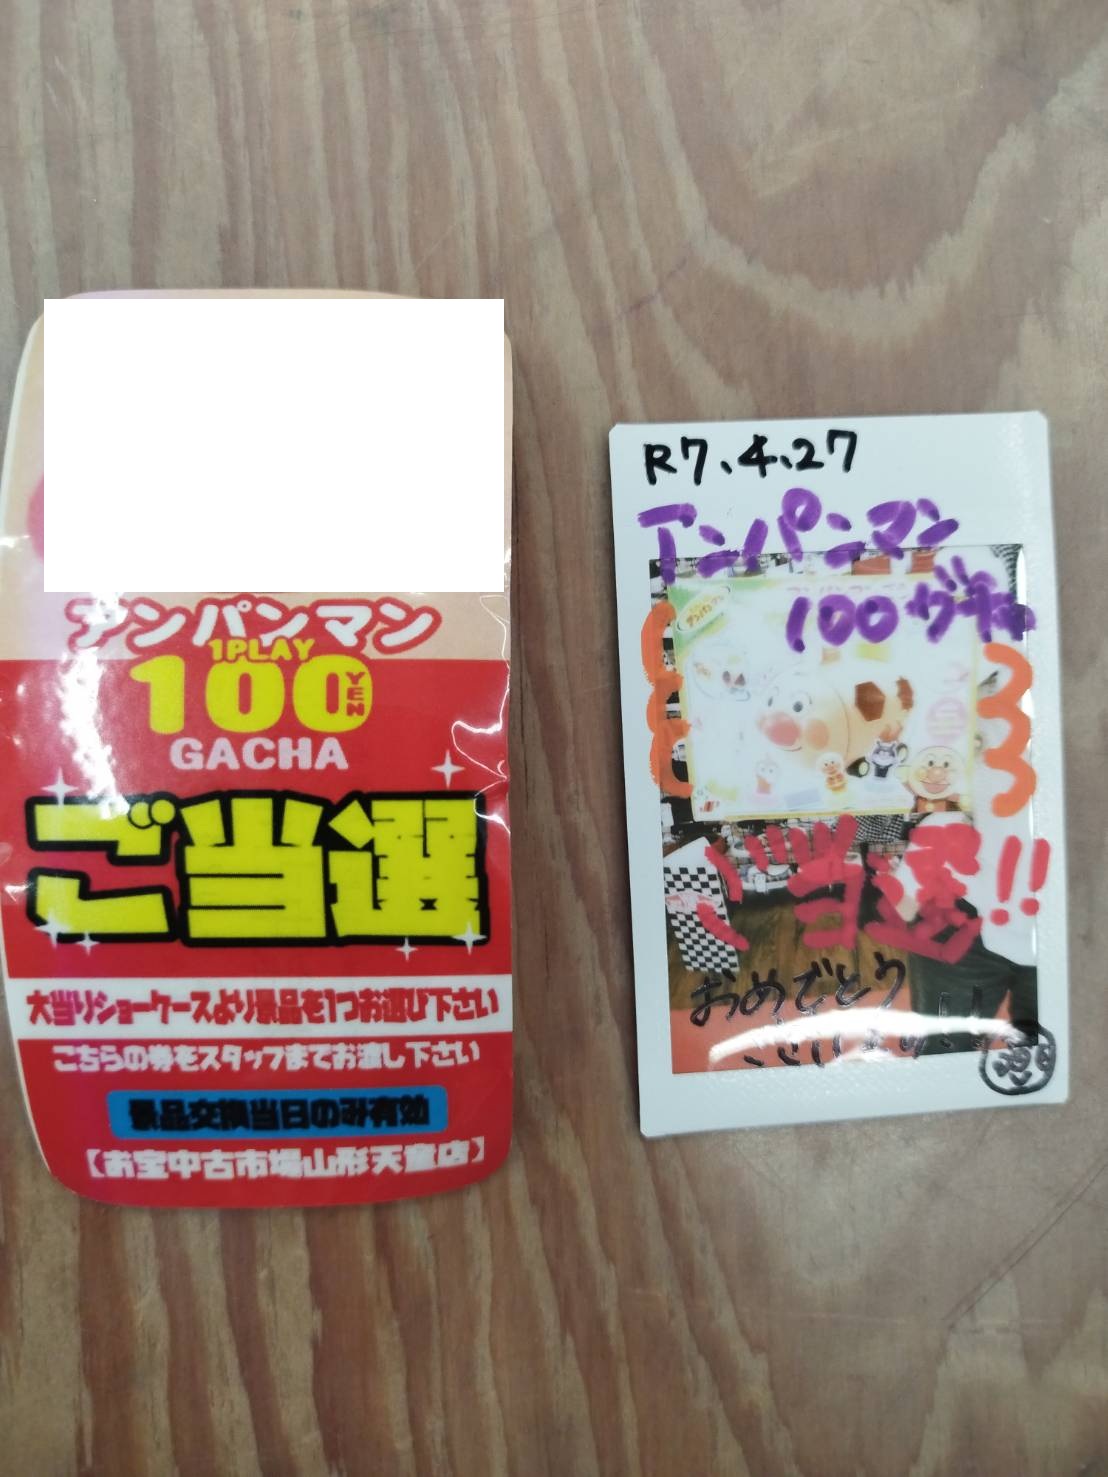 アンパンマン
1PLAY
100 YEN
GACHA
ご当選
大当りショーケースより景品を1つお選び下さい
こちらの券をスタッフまでお渡し下さい
景品交換当日のみ有効
【お宝中古市場山形天童店】
R7.4.27
アンパンマン
100ガチャ
ご当選!!
おめでとう
ございます!!